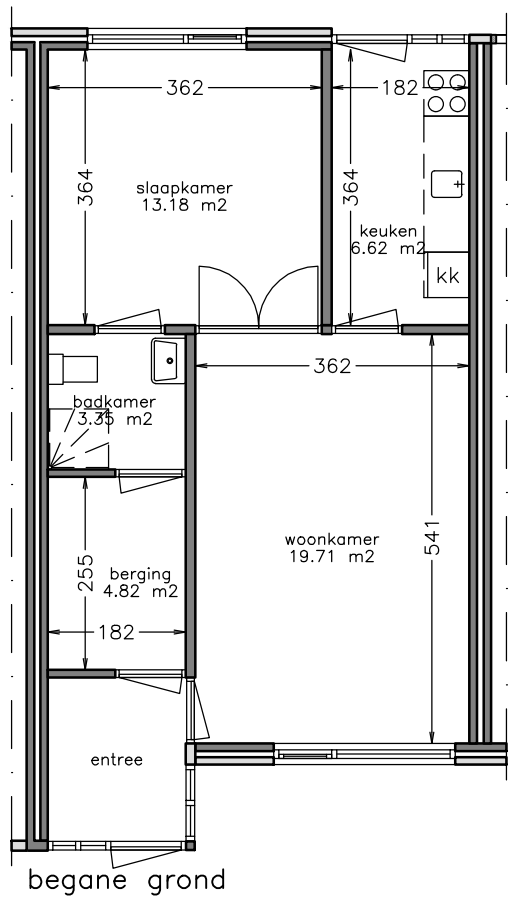 362
182
364
364
slaapkamer
13.18 m2
keuken
6.62 m2
kk
362
badkamer
3.35 m2
541
woonkamer
19.71 m2
255
berging
4.82 m2
182
entree
begane grond